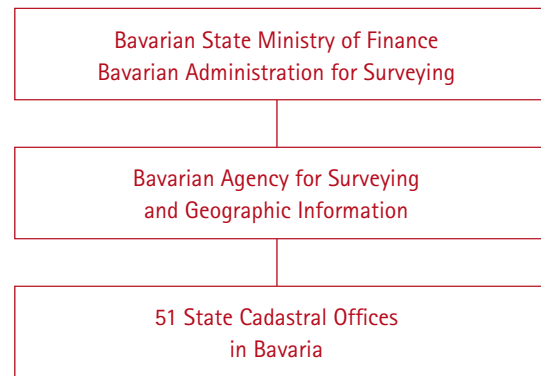 Bavarian State Ministry of Finance
Bavarian Administration for Surveying
Bavarian Agency for Surveying
and Geographic Information
51 State Cadastral Offices
in Bavaria